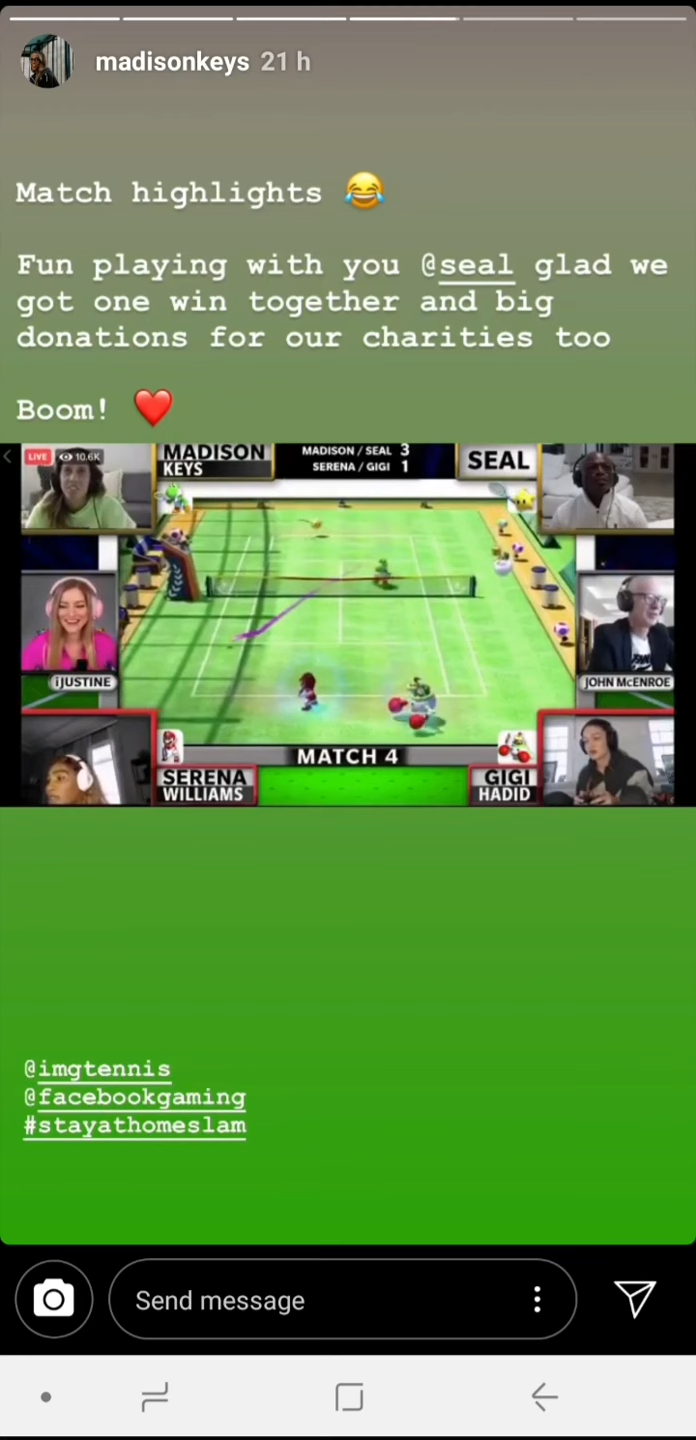 madisonkeys 21 h
Match highlights 😂
Fun playing with you @seal glad we
got one win together and big
donations for our charities too
Boom! ❤️
LIVE 10.6K
MADISON
KEYS
MADISON / SEAL 3
SERENA / GIGI 1
SEAL
iJUSTINE
JOHN McENROE
MATCH 4
SERENA
WILLIAMS
GIGI
HADID
@imgtennis
@facebookgaming
#stayathomeslam
Send message